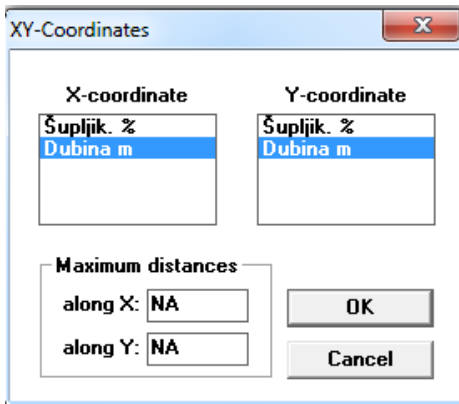 XY-Coordinates
X-coordinate
Šupljik. %
Dubina m
Y-coordinate
Šupljik. %
Dubina m
Maximum distances
along X: NA
along Y: NA
OK
Cancel